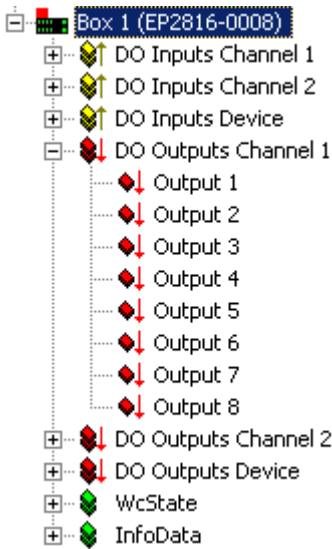 Box 1 (EP2816-0008)
DO Inputs Channel 1
DO Inputs Channel 2
DO Inputs Device
DO Outputs Channel 1
Output 1
Output 2
Output 3
Output 4
Output 5
Output 6
Output 7
Output 8
DO Outputs Channel 2
DO Outputs Device
WcState
InfoData